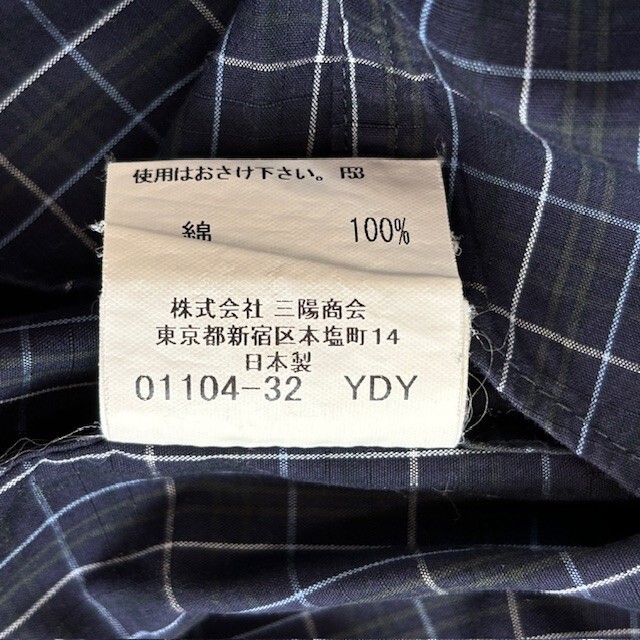 使用はおさけ下さい。 F53
綿 100%
株式会社 三陽商会
東京都新宿区本塩町14
日本製
01104-32 YDY